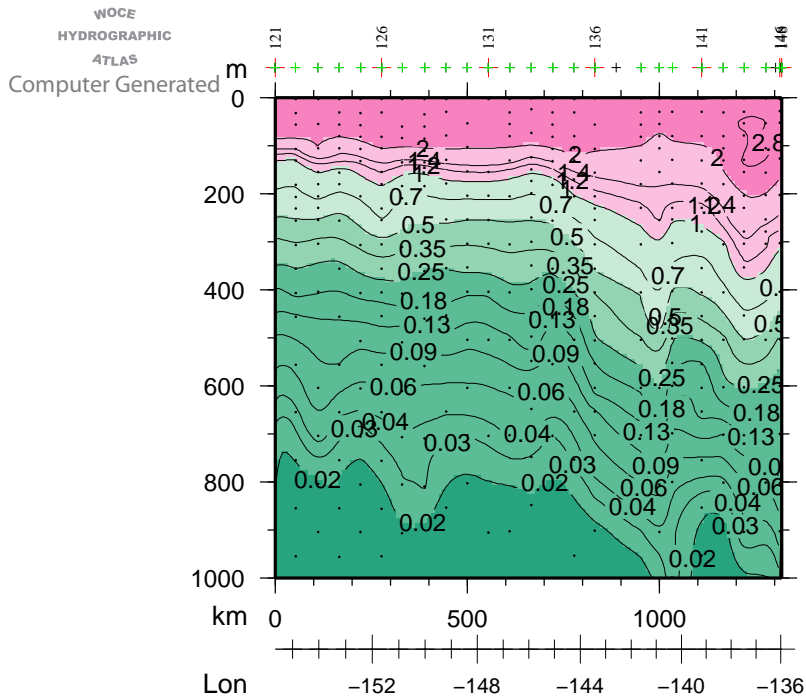 WOCE
HYDROGRAPHIC
ATLAS
Computer Generated
121 126 131 136 141 146
m
0
200
400
600
800
1000
2 2 2 2.8
1.4 1.4 1.2 1.4
1.2 1.2
1 1 1
0.7 0.7 0.7
0.5 0.5 0.5
0.35 0.35 0.35
0.25 0.25 0.25 0.25
0.18 0.18 0.18 0.18
0.13 0.13 0.13 0.13
0.09 0.09 0.09
0.06 0.06 0.06 0.06
0.04 0.04 0.04 0.04
0.03 0.03 0.03 0.03
0.02 0.02 0.02 0.02
km 0 500 1000
Lon −152 −148 −144 −140 −136